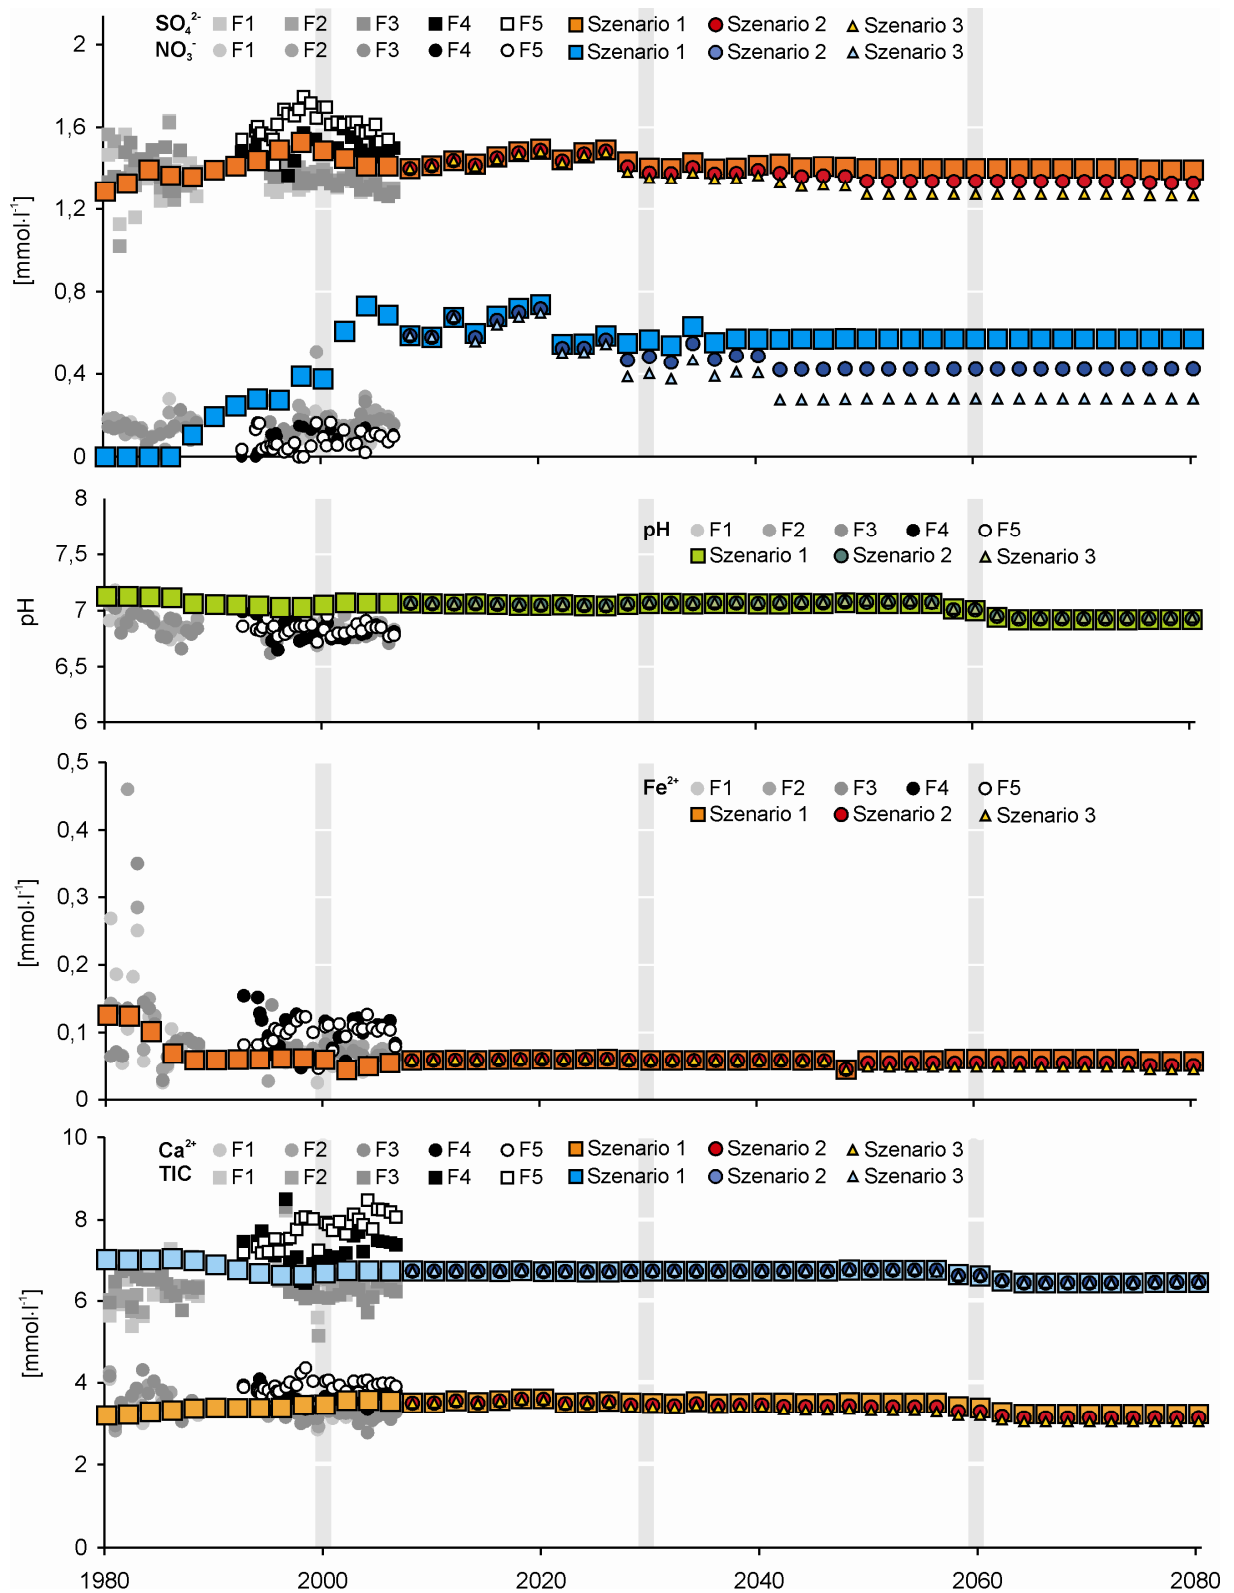 SO₄²⁻ F1 F2 F3 F4 F5 Szenario 1 Szenario 2 Szenario 3
NO₃⁻ F1 F2 F3 F4 F5 Szenario 1 Szenario 2 Szenario 3
2
1,6
1,2
0,8
0,4
0
[mmol·l⁻¹]
8
7,5
7
6,5
6
pH
pH F1 F2 F3 F4 F5
Szenario 1 Szenario 2 Szenario 3
0,5
0,4
0,3
0,2
0,1
0
[mmol·l⁻¹]
Fe²⁺ F1 F2 F3 F4 F5
Szenario 1 Szenario 2 Szenario 3
10
8
6
4
2
0
[mmol·l⁻¹]
Ca²⁺ F1 F2 F3 F4 F5 Szenario 1 Szenario 2 Szenario 3
TIC F1 F2 F3 F4 F5 Szenario 1 Szenario 2 Szenario 3
1980 2000 2020 2040 2060 2080